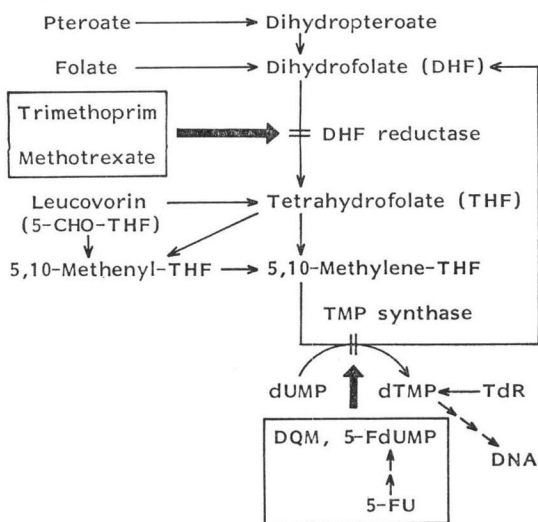 Pteroate Dihydropteroate
Folate Dihydrofolate (DHF)
Trimethoprim
Methotrexate
DHF reductase
Leucovorin
(5-CHO-THF)
Tetrahydrofolate (THF)
5,10-Methenyl-THF 5,10-Methylene-THF
TMP synthase
dUMP dTMP TdR
DQM, 5-FdUMP
DNA
5-FU